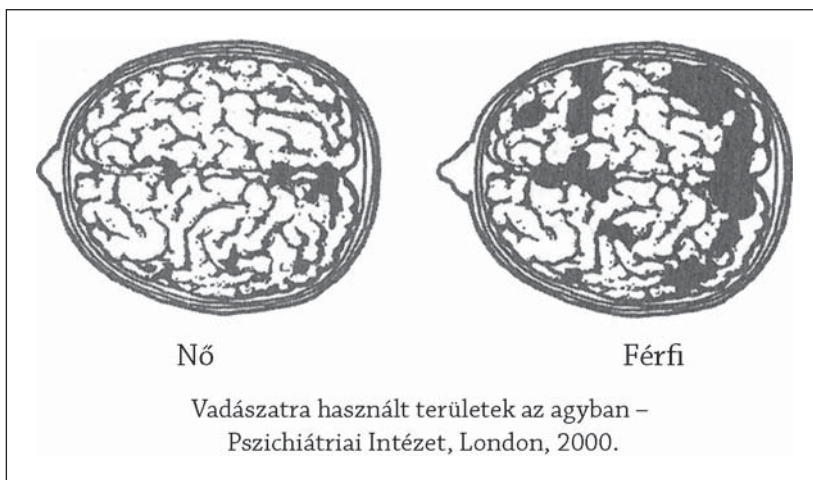 Nő
Férfi
Vadászatra használt területek az agyban –
Pszichiátriai Intézet, London, 2000.